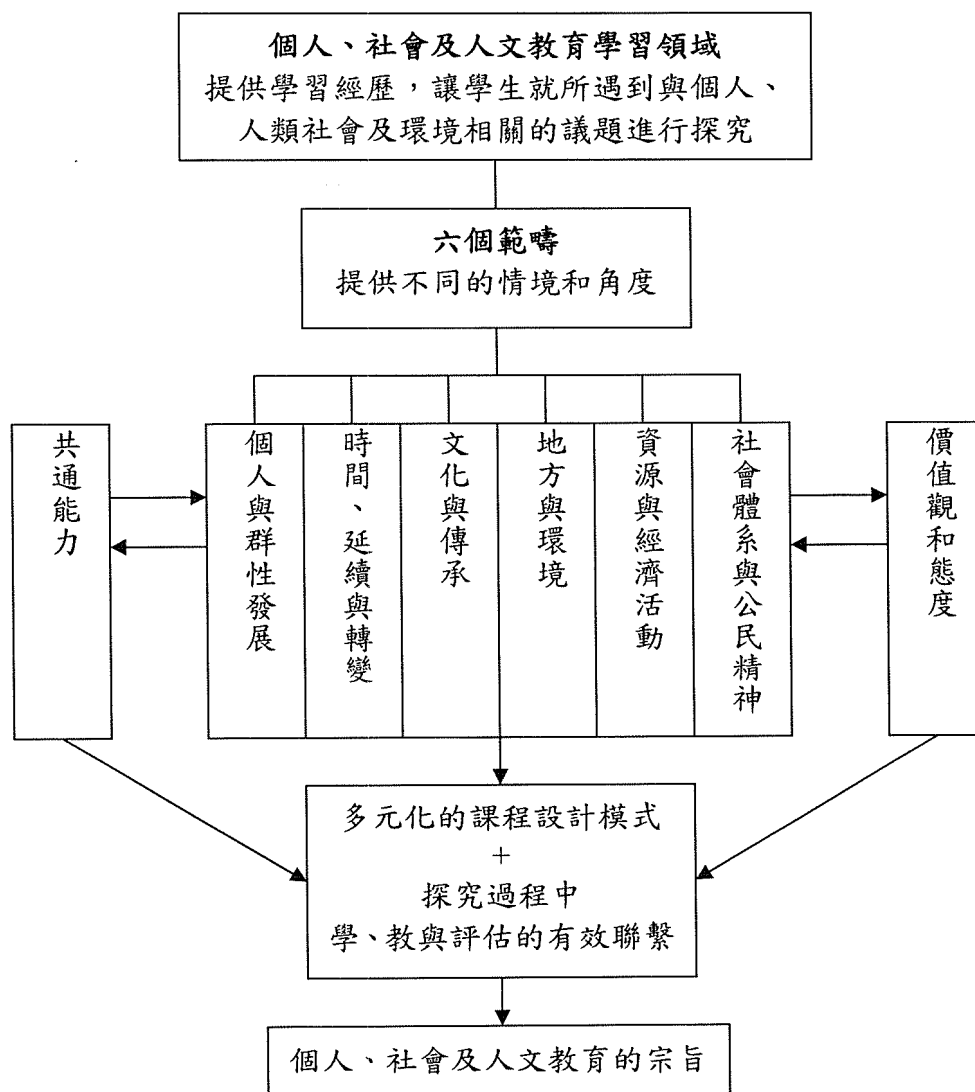 個人、社會及人文教育學習領域
提供學習經歷，讓學生就所遇到與個人、
人類社會及環境相關的議題進行探究
六個範疇
提供不同的情境和角度
共通能力
個人與群性發展
時間、延續與轉變
文化與傳承
地方與環境
資源與經濟活動
社會體系與公民精神
價值觀和態度
多元化的課程設計模式
+
探究過程中
學、教與評估的有效聯繫
個人、社會及人文教育的宗旨